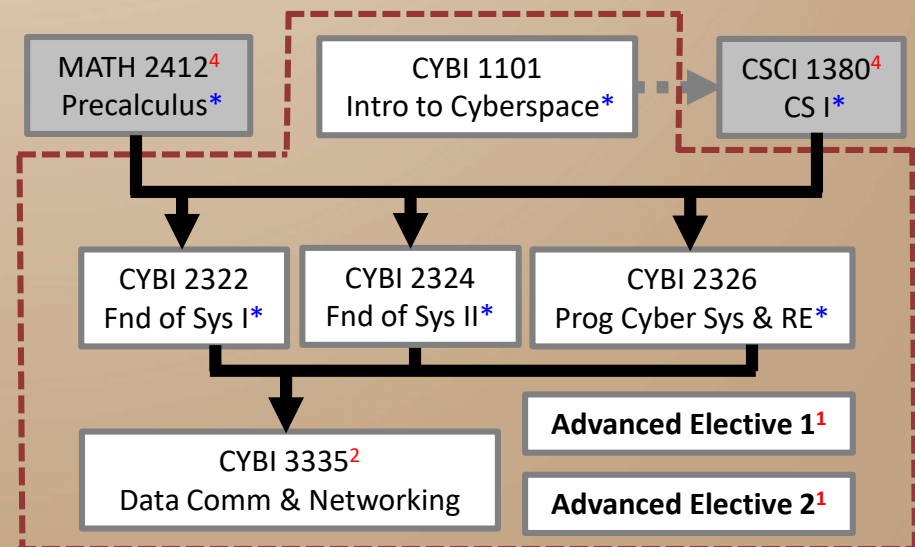 MATH 2412⁴
Precalculus*
CYBI 1101
Intro to Cyberspace*
CSCI 1380⁴
CS I*
CYBI 2322
Fnd of Sys I*
CYBI 2324
Fnd of Sys II*
CYBI 2326
Prog Cyber Sys & RE*
CYBI 3335²
Data Comm & Networking
Advanced Elective 1¹
Advanced Elective 2¹